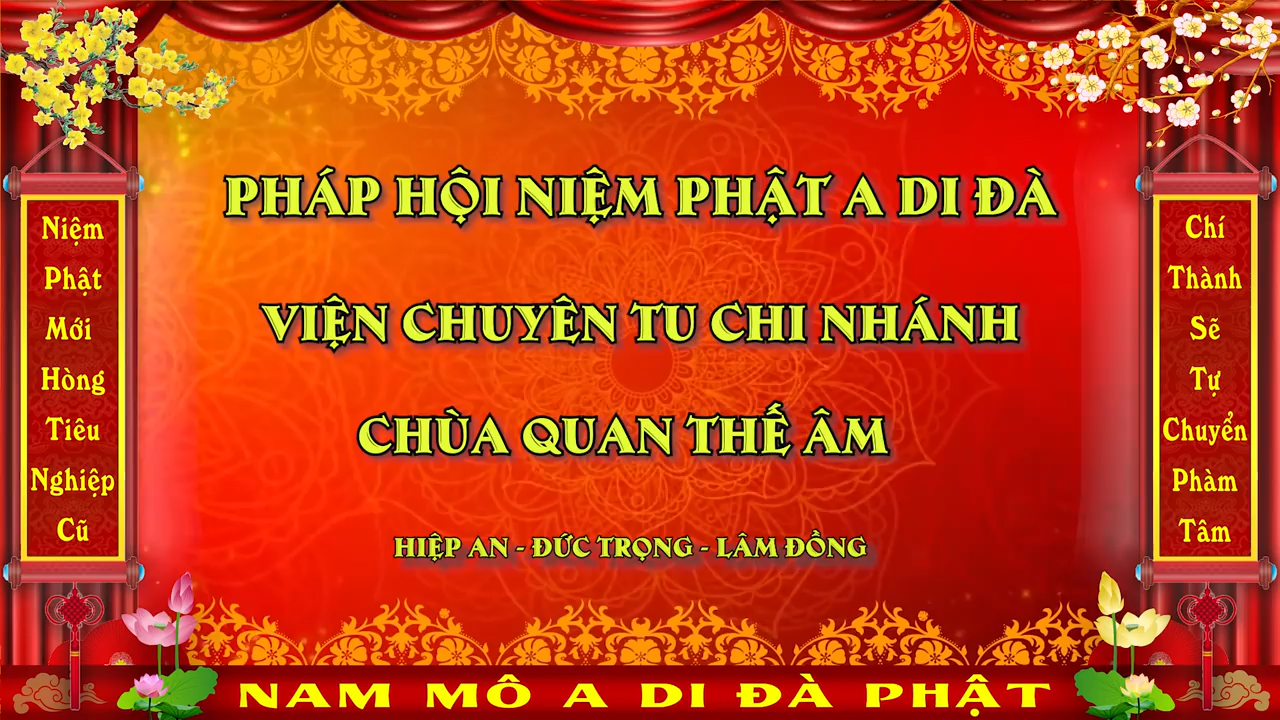 PHÁP HỘI NIỆM PHẬT A DI ĐÀ
VIỆN CHUYÊN TU CHI NHÁNH
CHÙA QUAN THẾ ÂM
HIỆP AN - ĐỨC TRỌNG - LÂM ĐỒNG
Niệm
Phật
Mới
Hòng
Tiêu
Nghiệp
Cũ
Chí
Thành
Sẽ
Tự
Chuyển
Phàm
Tâm
NAM MÔ A DI ĐÀ PHẬT